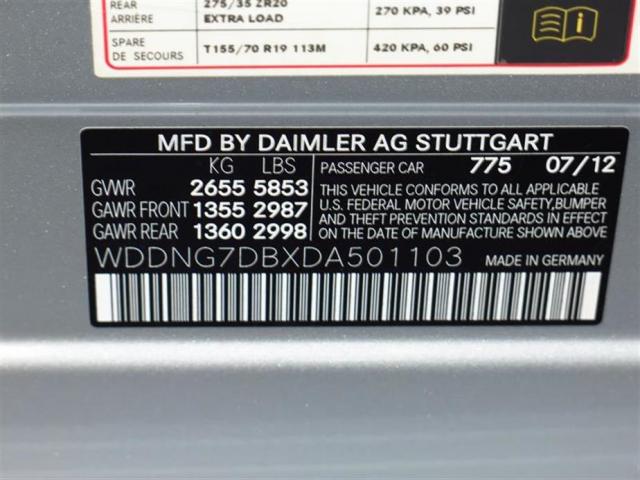 REAR 275/35 ZR20 270 KPA, 39 PSI
ARRIÈRE EXTRA LOAD
SPARE T155/70 R19 113M 420 KPA, 60 PSI
DE SECOURS
MFD BY DAIMLER AG STUTTGART
KG LBS PASSENGER CAR 775 07/12
GVWR 2655 5853 THIS VEHICLE CONFORMS TO ALL APPLICABLE
GAWR FRONT 1355 2987 U.S. FEDERAL MOTOR VEHICLE SAFETY,BUMPER
GAWR REAR 1360 2998 AND THEFT PREVENTION STANDARDS IN EFFECT
ON THE DATE OF MANUFACTURE SHOWN ABOVE
WDDNG7DBXDA501103 MADE IN GERMANY